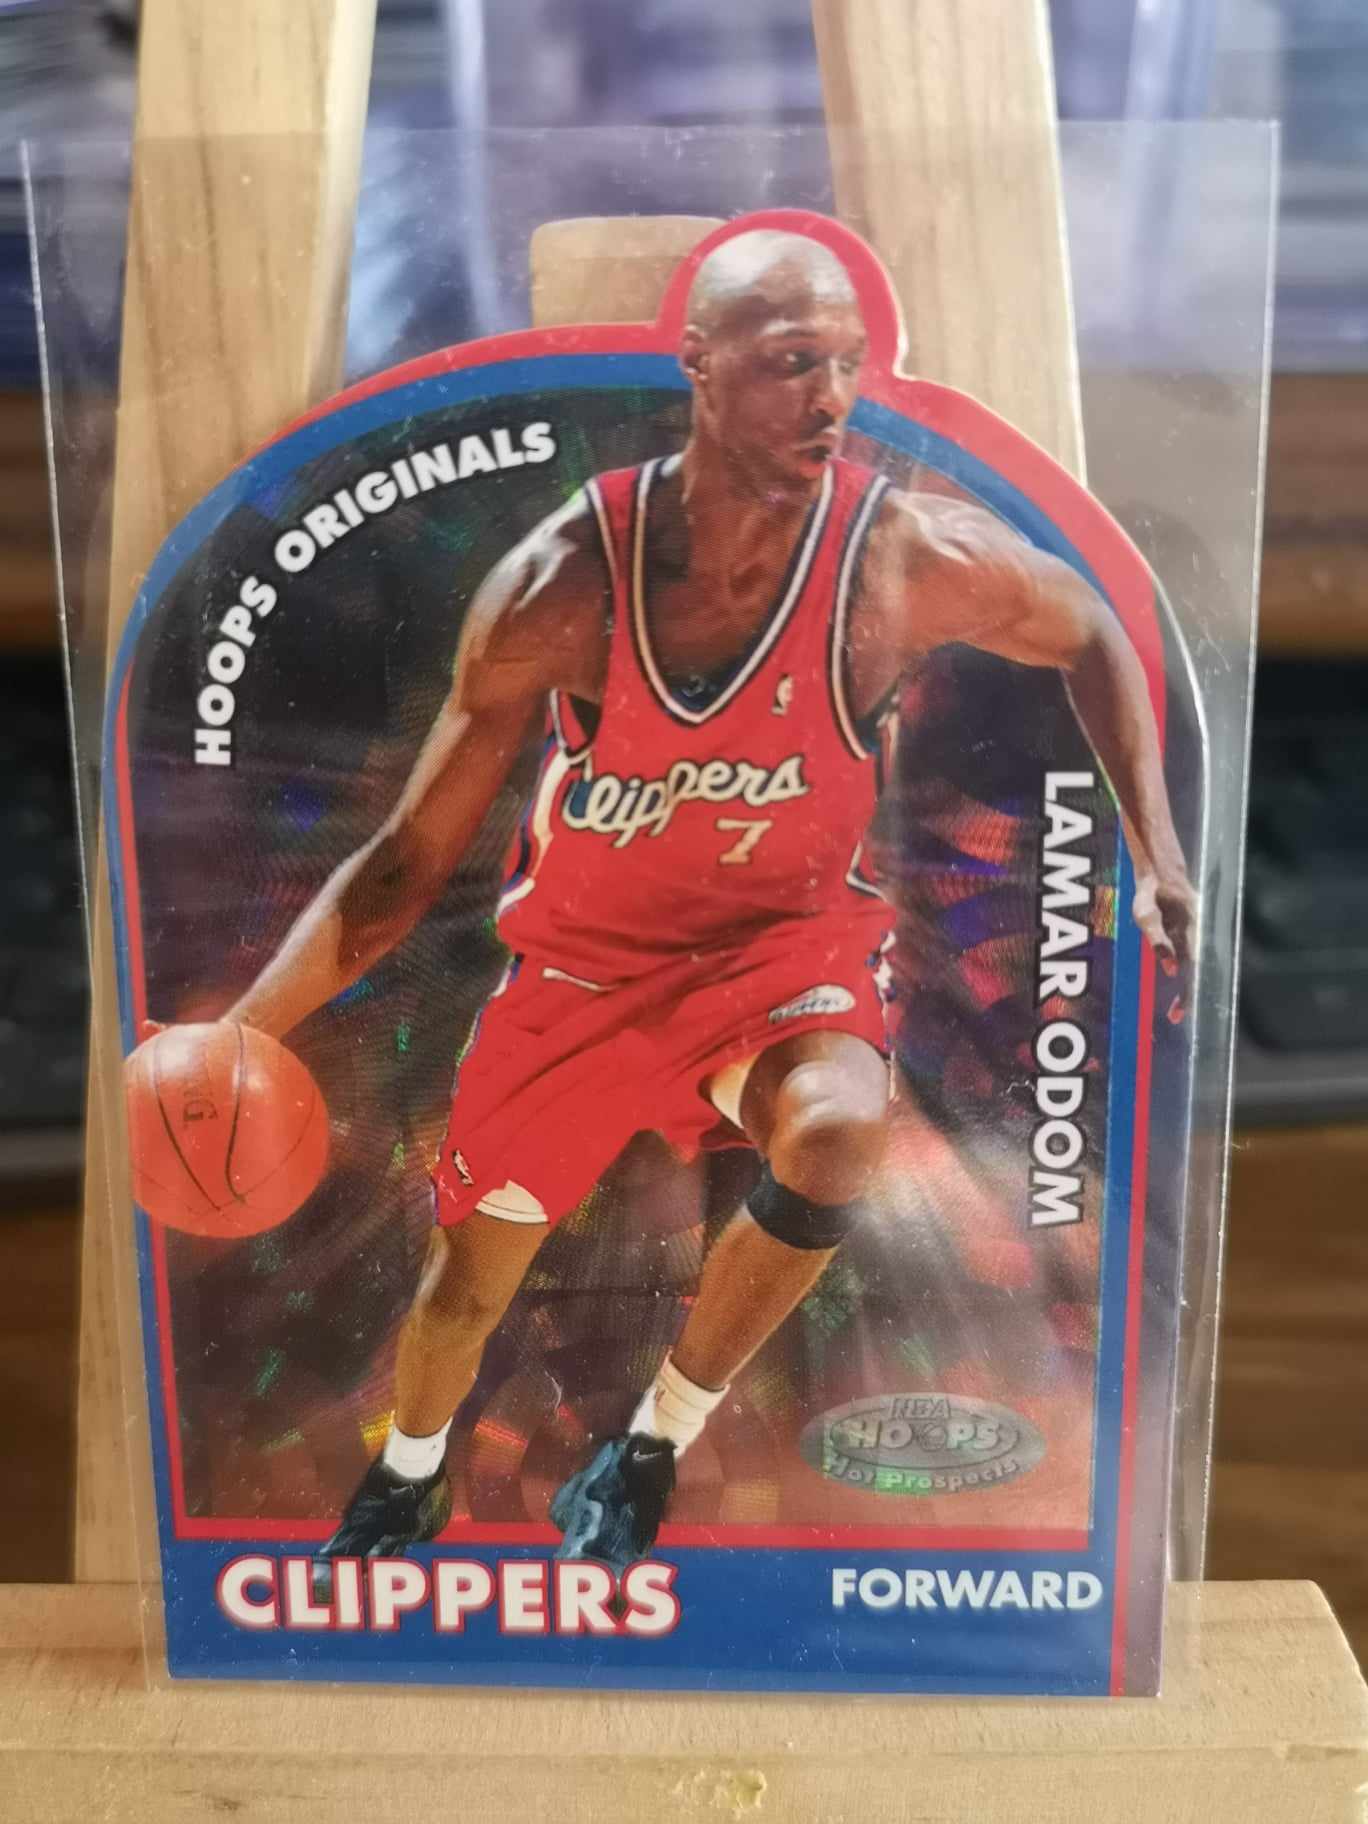 HOOPS ORIGINALS
Clippers
7
LAMAR ODOM
NBA
HOOPS
Hot Prospects
CLIPPERS
FORWARD